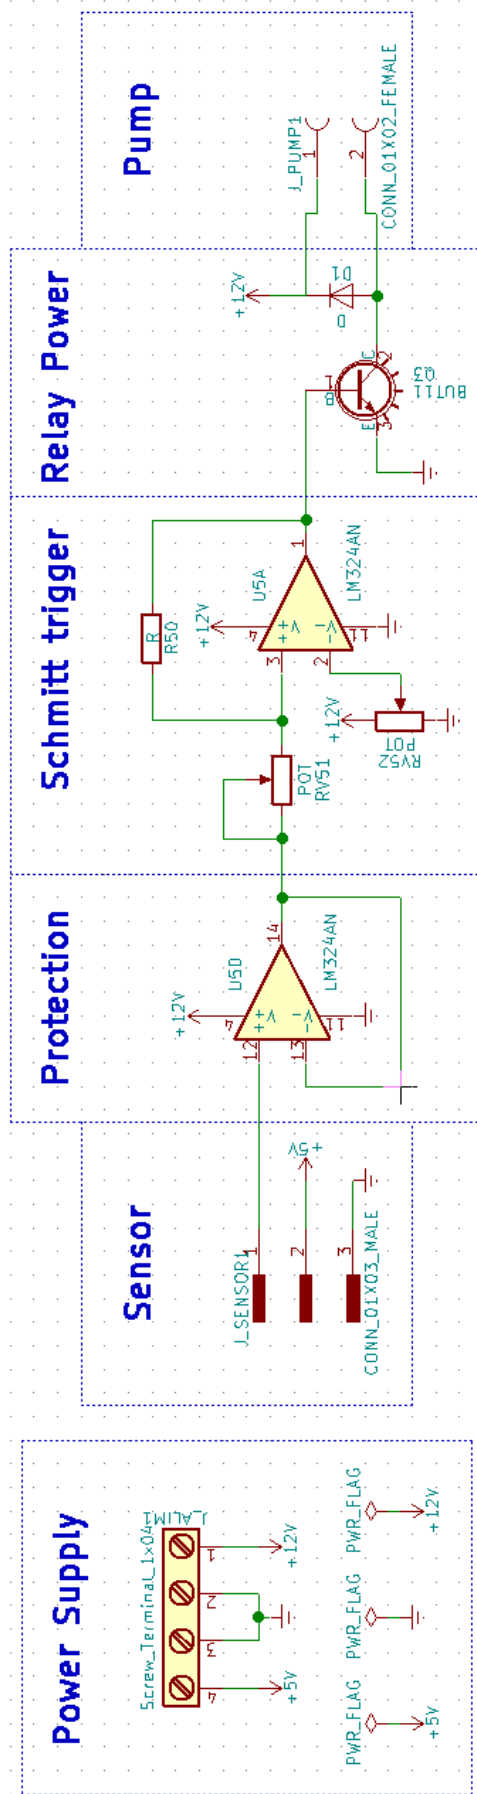 Power Supply
Screw_Terminal_1x04
J_ALIM1
1
2
3
4
+12V
+5V
PWR_FLAG
+5V
PWR_FLAG
PWR_FLAG
+12V
Sensor
J_SENSOR1
1
2
3
+5V
CONN_01X03_MALE
Protection
+12V
U5D
LM324AN
12
13
14
4
11
V+
V-
+
-
Schmitt trigger
R
R50
POT
RV51
+12V
U5A
LM324AN
3
2
1
4
11
V+
V-
+
-
+12V
RV52
POT
Relay Power
+12V
D1
D
BUT11
Q3
B
C
E
1
2
3
Pump
J_PUMP1
1
2
CONN_01X02_FEMALE